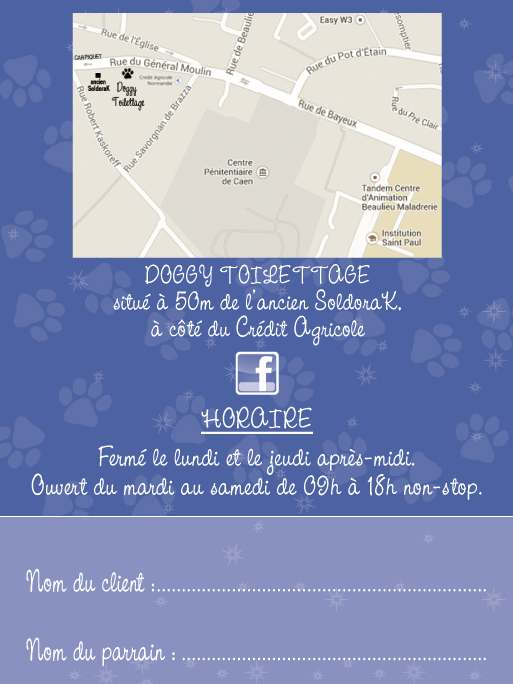 Rue de l'Église
Easy W3
somptier
Rue de Beaulie
CARPIQUET
Rue du Général Moulin
Rue du Pot d'Étain
ancien
SoldoraK
Doggy
Toilettage
Crédit Agricole
Normandie
Rue Robert Kaskoreff
Rue Savorgnan de Brazza
Rue de Bayeux
Rue du Pré Clair
Centre
Pénitentiaire
de Caen
Tandem Centre
d'Animation
Beaulieu Maladrerie
Institution
Saint Paul
DOGGY TOILETTAGE
situé à 50m de l'ancien SoldoraK,
à côté du Crédit Agricole
f
HORAIRE
Fermé le lundi et le jeudi après-midi.
Ouvert du mardi au samedi de 09h à 18h non-stop.
Nom du client :......................................................................
Nom du parrain : .................................................................